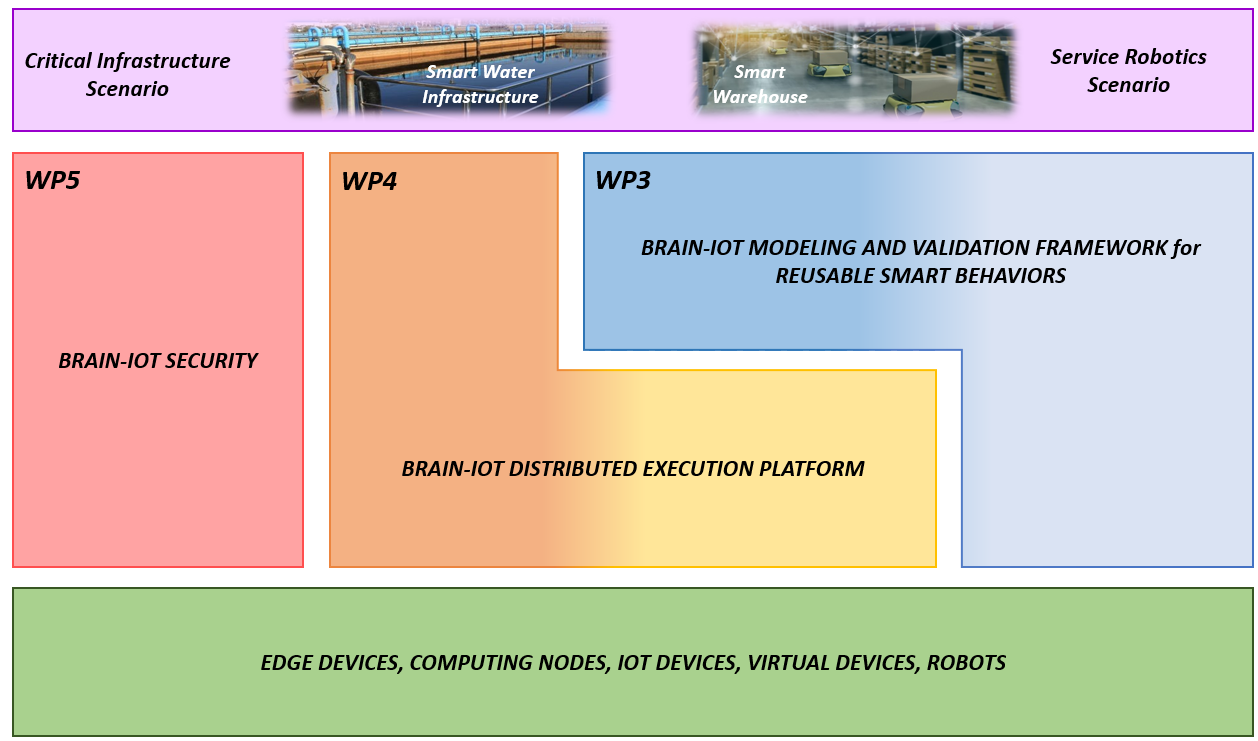 Critical Infrastructure
Scenario
Smart Water
Infrastructure
Smart
Warehouse
Service Robotics
Scenario
WP5
BRAIN-IOT SECURITY
WP4
BRAIN-IOT DISTRIBUTED EXECUTION PLATFORM
WP3
BRAIN-IOT MODELING AND VALIDATION FRAMEWORK for
REUSABLE SMART BEHAVIORS
EDGE DEVICES, COMPUTING NODES, IOT DEVICES, VIRTUAL DEVICES, ROBOTS